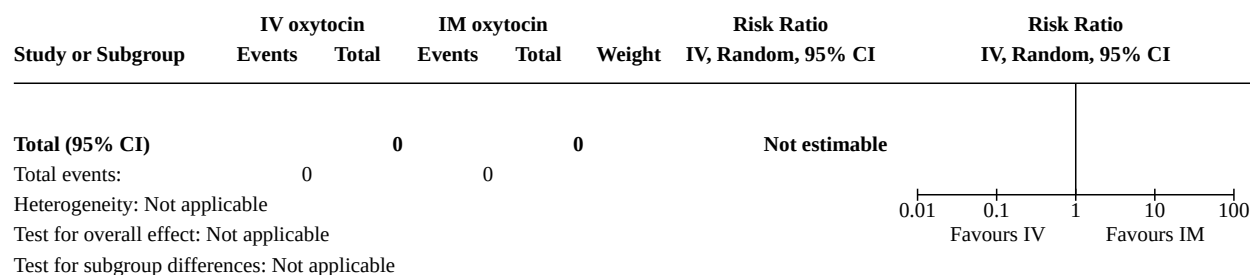 IV oxytocin IM oxytocin Risk Ratio Risk Ratio
Study or Subgroup Events Total Events Total Weight IV, Random, 95% CI IV, Random, 95% CI
Total (95% CI) 0 0 Not estimable
Total events: 0 0
Heterogeneity: Not applicable
0.01 0.1 1 10 100
Test for overall effect: Not applicable Favours IV Favours IM
Test for subgroup differences: Not applicable